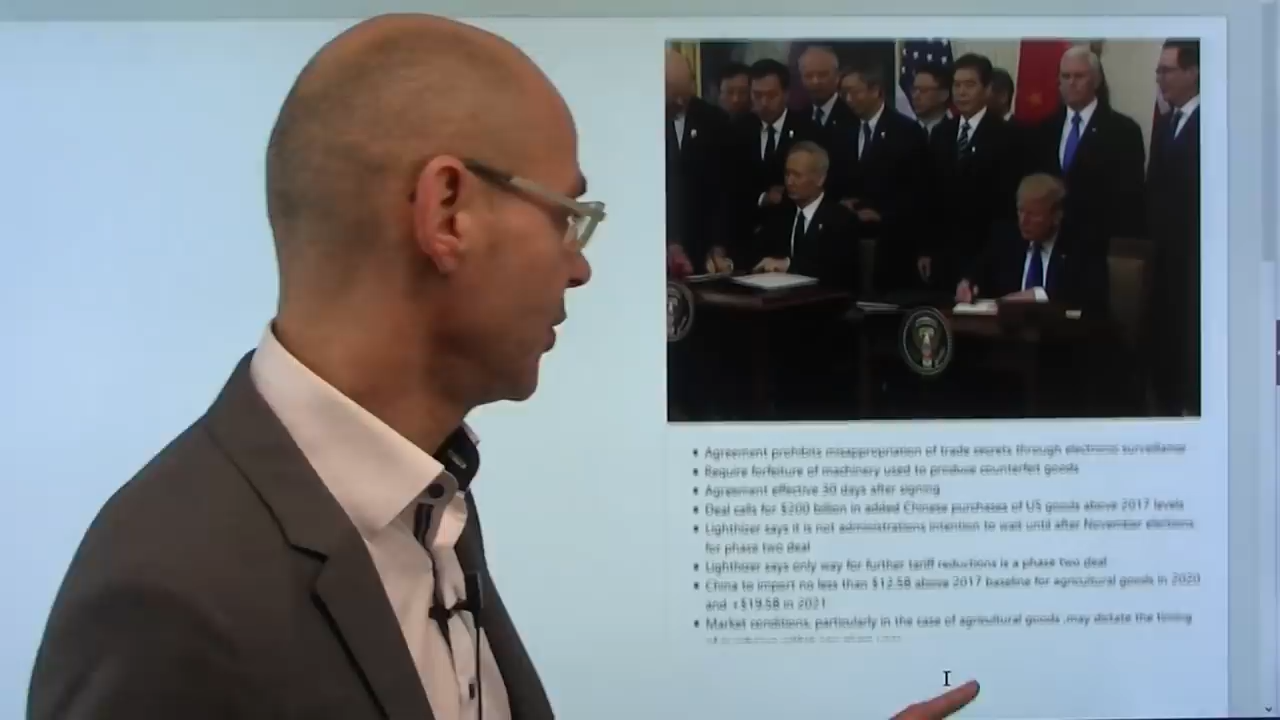 • Agreement prohibits misappropriation of trade secrets through electronic surveillance
• Require forfeiture of machinery used to produce counterfeit goods
• Agreement effective 30 days after signing
• Deal calls for $200 billion in added Chinese purchases of US goods above 2017 levels
• Lighthizer says it is not administrations intention to wait until after November elections
for phase two deal
• Lighthizer says only way for further tariff reductions is a phase two deal
• China to import no less than $12.5B above 2017 baseline for agricultural goods in 2020
and +$19.5B in 2021
• Market conditions, particularly in the case of agricultural goods ,may dictate the timing
of